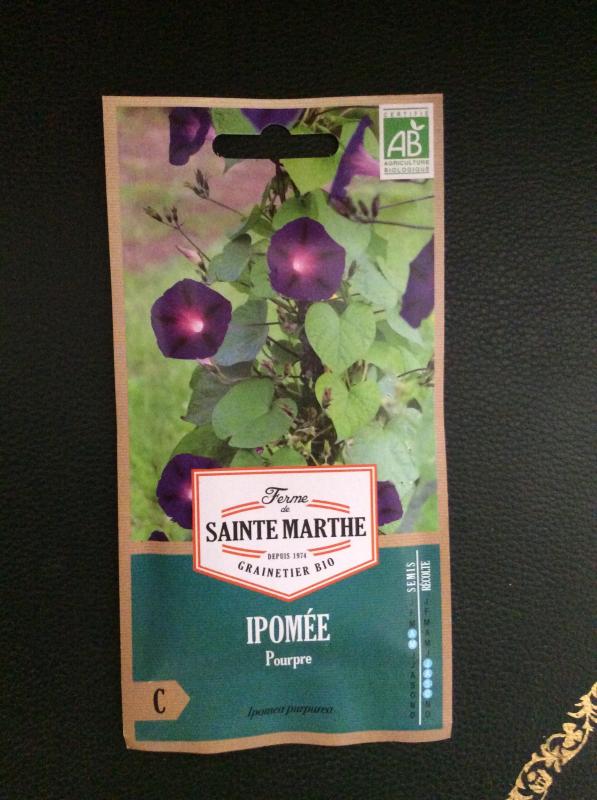 CERTIFIÉ
AB
AGRICULTURE
BIOLOGIQUE
Ferme
de
SAINTE MARTHE
DEPUIS 1974
GRAINETIER BIO
SEMIS
RÉCOLTE
IPOMÉE
Pourpre
C
Ipomea purpurea
J F M A M J J A S O N D
J F M A M J J A S O N D